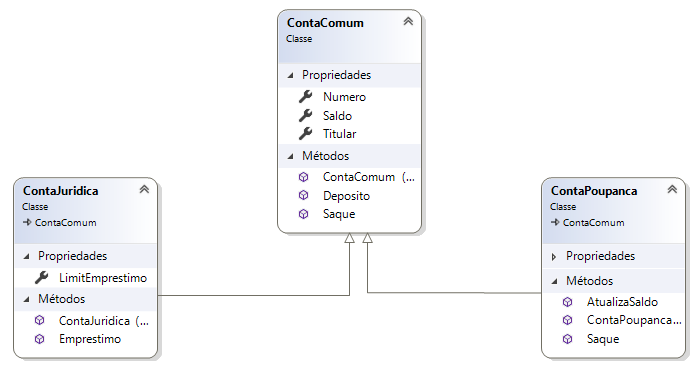 ContaComum
Classe
Propriedades
Numero
Saldo
Titular
Métodos
ContaComum (...
Deposito
Saque
ContaJuridica
Classe
ContaComum
Propriedades
LimitEmprestimo
Métodos
ContaJuridica (...
Emprestimo
ContaPoupanca
Classe
ContaComum
Propriedades
Métodos
AtualizaSaldo
ContaPoupanca...
Saque